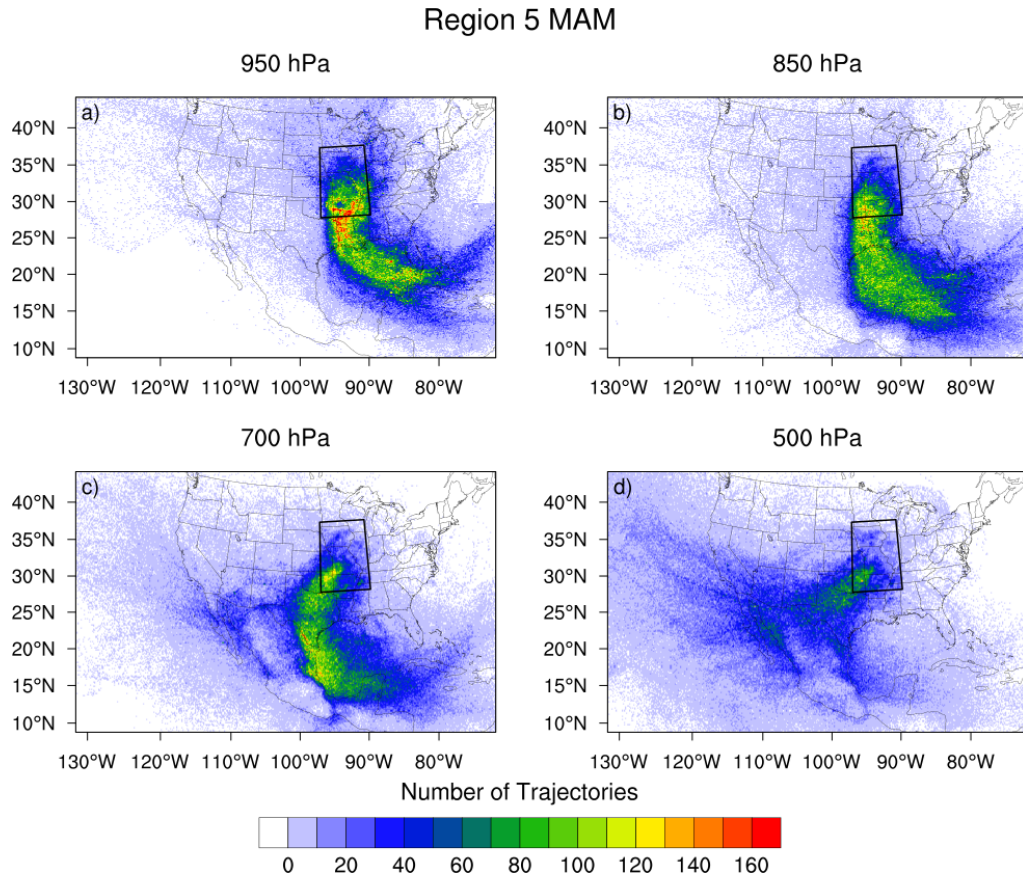 Region 5 MAM
950 hPa
850 hPa
a)
b)
40°N
35°N
30°N
25°N
20°N
15°N
10°N
40°N
35°N
30°N
25°N
20°N
15°N
10°N
130°W 120°W 110°W 100°W 90°W 80°W
130°W 120°W 110°W 100°W 90°W 80°W
700 hPa
500 hPa
c)
d)
40°N
35°N
30°N
25°N
20°N
15°N
10°N
40°N
35°N
30°N
25°N
20°N
15°N
10°N
130°W 120°W 110°W 100°W 90°W 80°W
130°W 120°W 110°W 100°W 90°W 80°W
Number of Trajectories
0 20 40 60 80 100 120 140 160